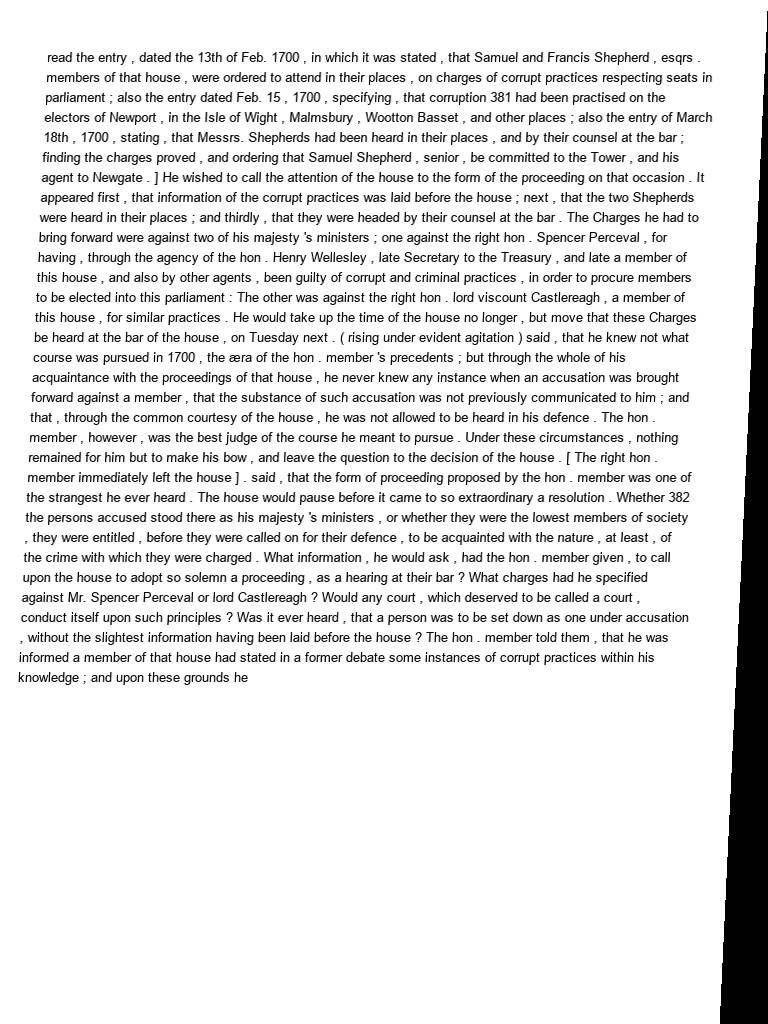 read the entry , dated the 13th of Feb. 1700 , in which it was stated , that Samuel and Francis Shepherd , esqrs .
members of that house , were ordered to attend in their places , on charges of corrupt practices respecting seats in
parliament ; also the entry dated Feb. 15 , 1700 , specifying , that corruption 381 had been practised on the
electors of Newport , in the Isle of Wight , Malmsbury , Wootton Basset , and other places ; also the entry of March
18th , 1700 , stating , that Messrs. Shepherds had been heard in their places , and by their counsel at the bar ;
finding the charges proved , and ordering that Samuel Shepherd , senior , be committed to the Tower , and his
agent to Newgate . ] He wished to call the attention of the house to the form of the proceeding on that occasion . It
appeared first , that information of the corrupt practices was laid before the house ; next , that the two Shepherds
were heard in their places ; and thirdly , that they were headed by their counsel at the bar . The Charges he had to
bring forward were against two of his majesty 's ministers ; one against the right hon . Spencer Perceval , for
having , through the agency of the hon . Henry Wellesley , late Secretary to the Treasury , and late a member of
this house , and also by other agents , been guilty of corrupt and criminal practices , in order to procure members
to be elected into this parliament : The other was against the right hon . lord viscount Castlereagh , a member of
this house , for similar practices . He would take up the time of the house no longer , but move that these Charges
be heard at the bar of the house , on Tuesday next . ( rising under evident agitation ) said , that he knew not what
course was pursued in 1700 , the æra of the hon . member 's precedents ; but through the whole of his
acquaintance with the proceedings of that house , he never knew any instance when an accusation was brought
forward against a member , that the substance of such accusation was not previously communicated to him ; and
that , through the common courtesy of the house , he was not allowed to be heard in his defence . The hon .
member , however , was the best judge of the course he meant to pursue . Under these circumstances , nothing
remained for him but to make his bow , and leave the question to the decision of the house . [ The right hon .
member immediately left the house ] . said , that the form of proceeding proposed by the hon . member was one of
the strangest he ever heard . The house would pause before it came to so extraordinary a resolution . Whether 382
the persons accused stood there as his majesty 's ministers , or whether they were the lowest members of society
, they were entitled , before they were called on for their defence , to be acquainted with the nature , at least , of
the crime with which they were charged . What information , he would ask , had the hon . member given , to call
upon the house to adopt so solemn a proceeding , as a hearing at their bar ? What charges had he specified
against Mr. Spencer Perceval or lord Castlereagh ? Would any court , which deserved to be called a court ,
conduct itself upon such principles ? Was it ever heard , that a person was to be set down as one under accusation
, without the slightest information having been laid before the house ? The hon . member told them , that he was
informed a member of that house had stated in a former debate some instances of corrupt practices within his
knowledge ; and upon these grounds he